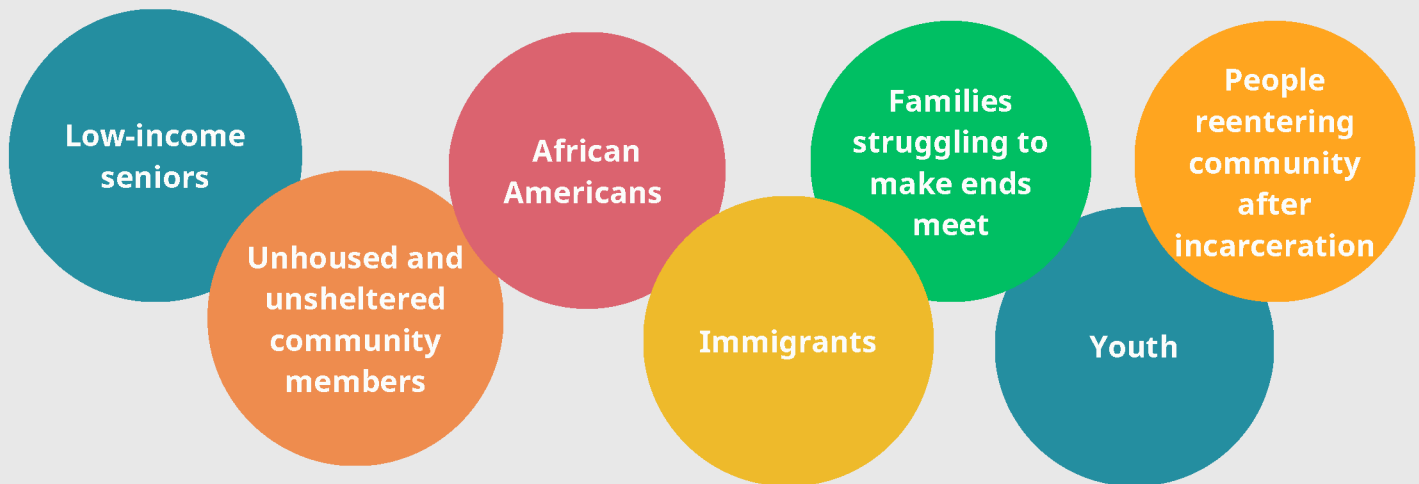 Low-income
seniors
Unhoused and
unsheltered
community
members
African
Americans
Immigrants
Families
struggling to
make ends
meet
Youth
People
reentering
community
after
incarceration